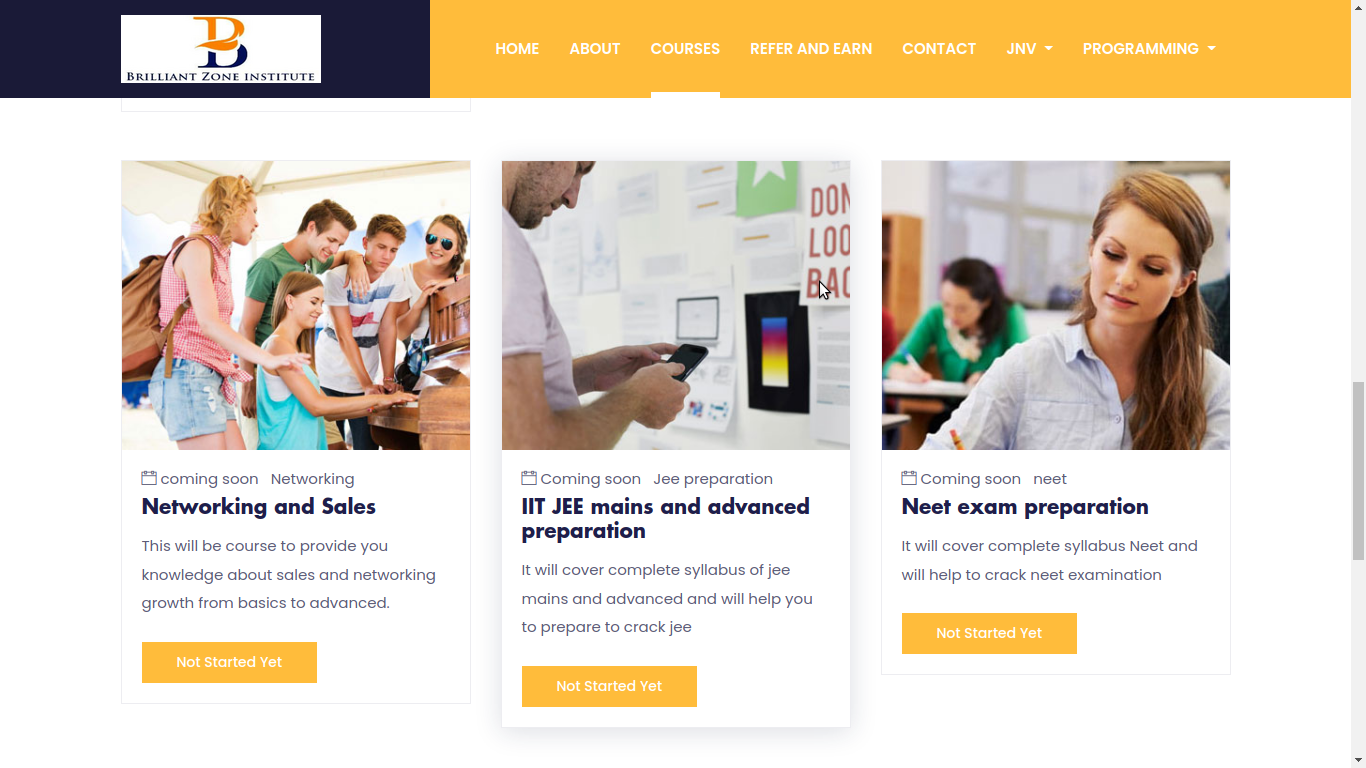 BRILLIANT ZONE INSTITUTE
HOME ABOUT COURSES REFER AND EARN CONTACT JNV PROGRAMMING
DON
LOO
BAC
coming soon Networking
Networking and Sales
This will be course to provide you
knowledge about sales and networking
growth from basics to advanced.
Not Started Yet
Coming soon Jee preparation
IIT JEE mains and advanced
preparation
It will cover complete syllabus of jee
mains and advanced and will help you
to prepare to crack jee
Not Started Yet
Coming soon neet
Neet exam preparation
It will cover complete syllabus Neet and
will help to crack neet examination
Not Started Yet